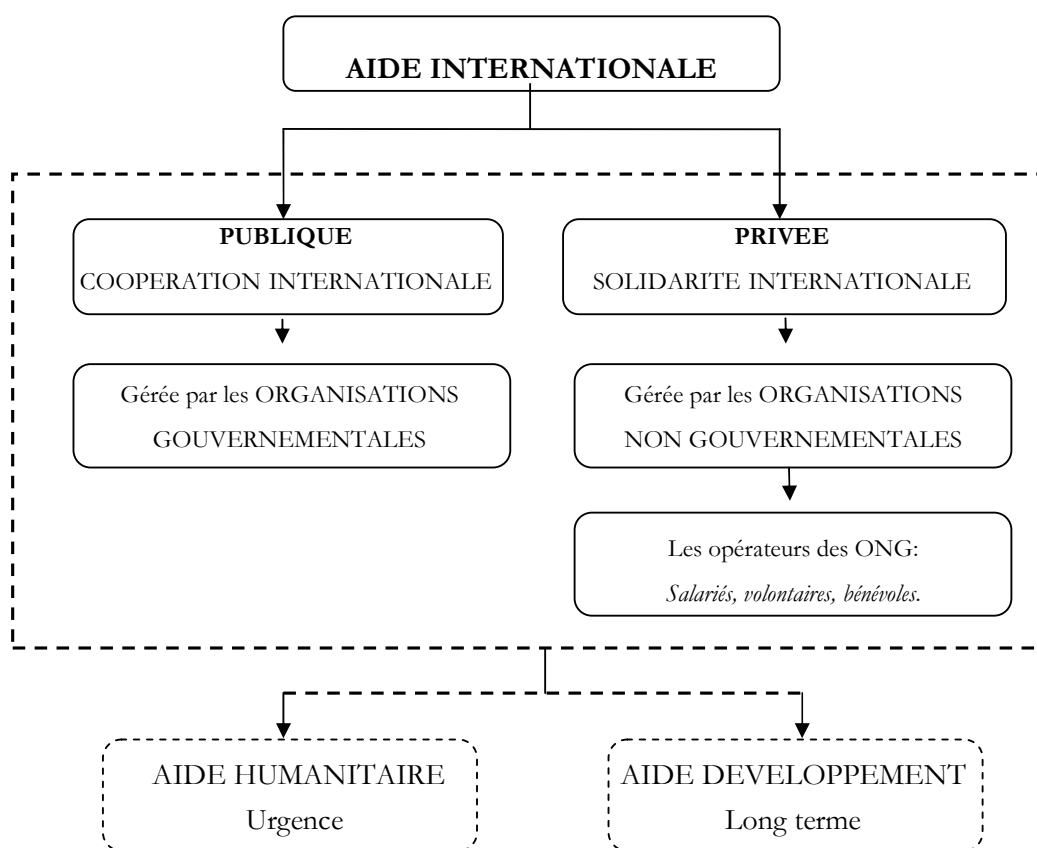 AIDE INTERNATIONALE
PUBLIQUE
COOPERATION INTERNATIONALE
PRIVEE
SOLIDARITE INTERNATIONALE
Gérée par les ORGANISATIONS
GOUVERNEMENTALES
Gérée par les ORGANISATIONS
NON GOUVERNEMENTALES
Les opérateurs des ONG:
Salariés, volontaires, bénévoles.
AIDE HUMANITAIRE
Urgence
AIDE DEVELOPPEMENT
Long terme